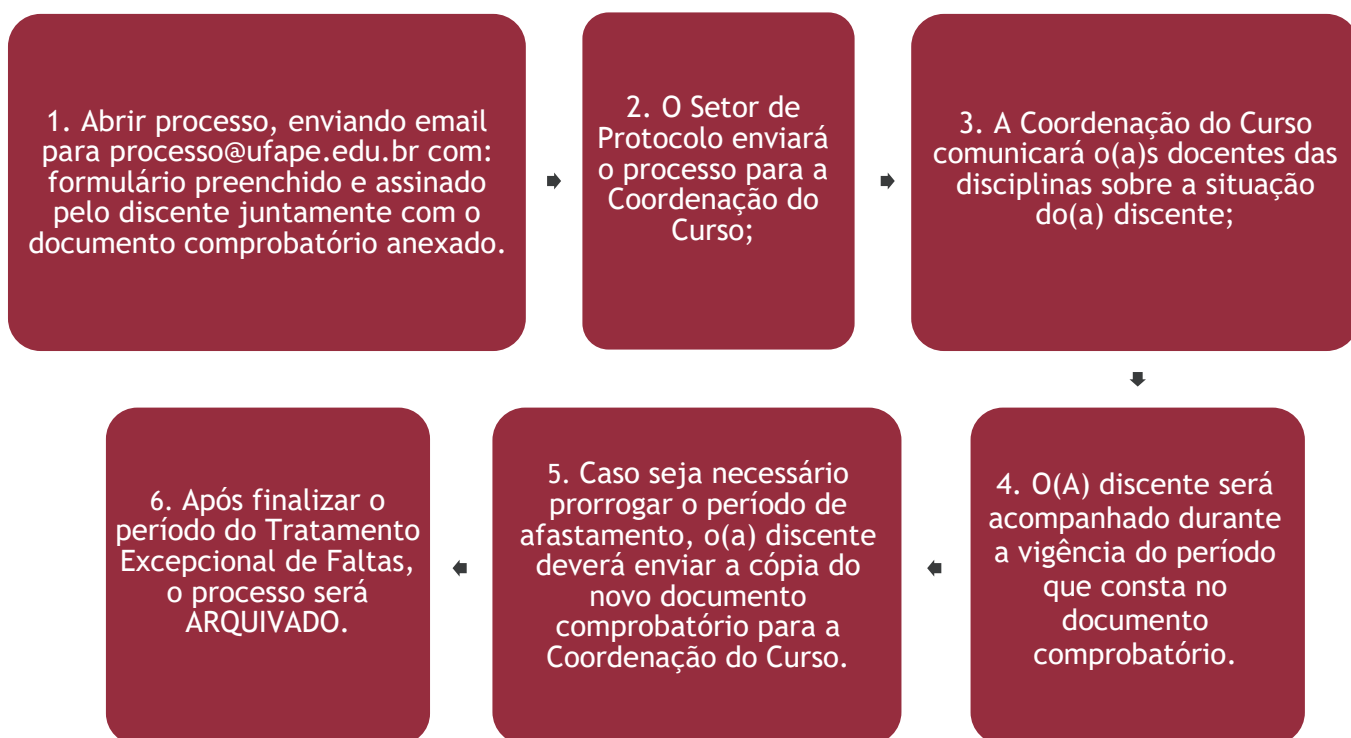 1. Abrir processo, enviando email
para processo@ufape.edu.br com:
formulário preenchido e assinado
pelo discente juntamente com o
documento comprobatório anexado.
2. O Setor de
Protocolo enviará
o processo para a
Coordenação do
Curso;
3. A Coordenação do Curso
comunicará o(a)s docentes das
disciplinas sobre a situação
do(a) discente;
4. O(A) discente será
acompanhado durante
a vigência do período
que consta no
documento
comprobatório.
5. Caso seja necessário
prorrogar o período de
afastamento, o(a) discente
deverá enviar a cópia do
novo documento
comprobatório para a
Coordenação do Curso.
6. Após finalizar o
período do Tratamento
Excepcional de Faltas,
o processo será
ARQUIVADO.